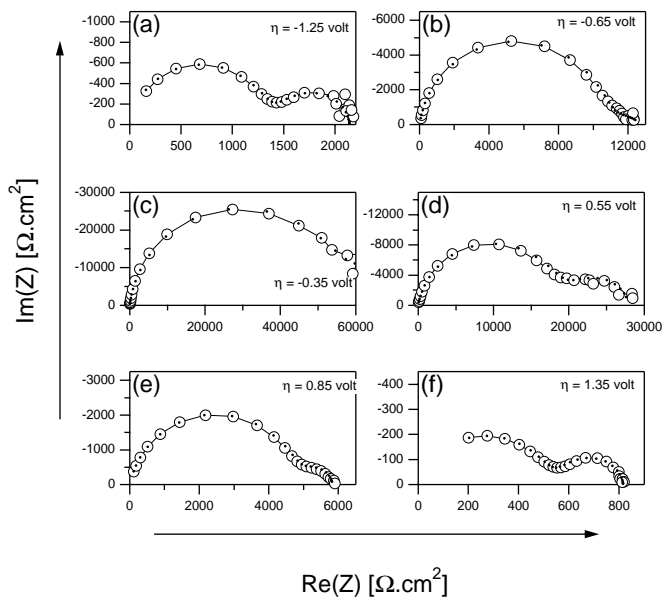 (a)
η = -1.25 volt
-1000
-800
-600
-400
-200
0
0 500 1000 1500 2000
(b)
η = -0.65 volt
-6000
-4000
-2000
0
0 4000 8000 12000
(c)
η = -0.35 volt
-30000
-20000
-10000
0
0 20000 40000 60000
(d)
η = 0.55 volt
-12000
-8000
-4000
0
0 10000 20000 30000
(e)
η = 0.85 volt
-3000
-2000
-1000
0
0 2000 4000 6000
(f)
η = 1.35 volt
-400
-300
-200
-100
0
0 200 400 600 800
Im(Z) [Ω.cm²]
Re(Z) [Ω.cm²]